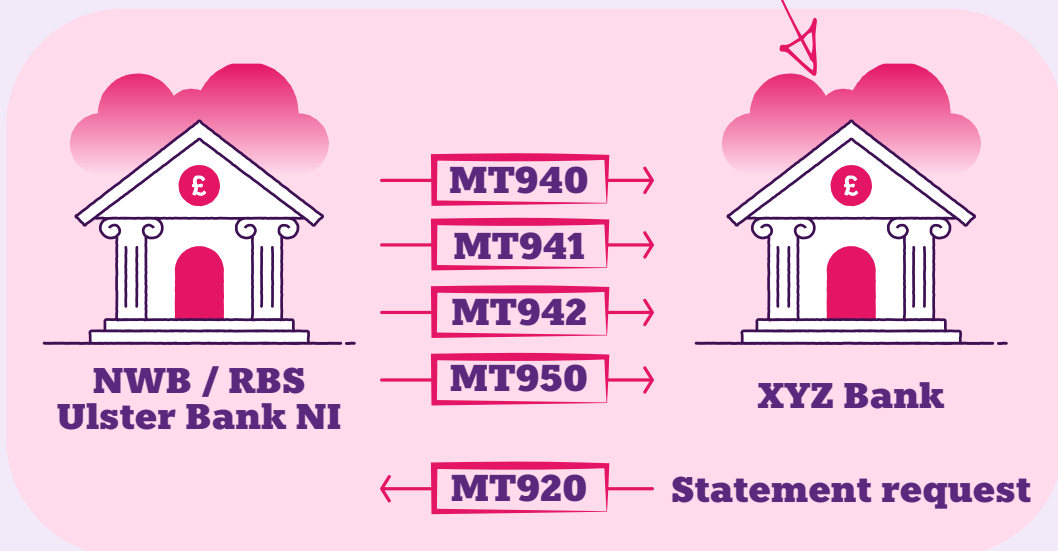 £
£
MT940
MT941
MT942
MT950
NWB / RBS
Ulster Bank NI
XYZ Bank
MT920
Statement request